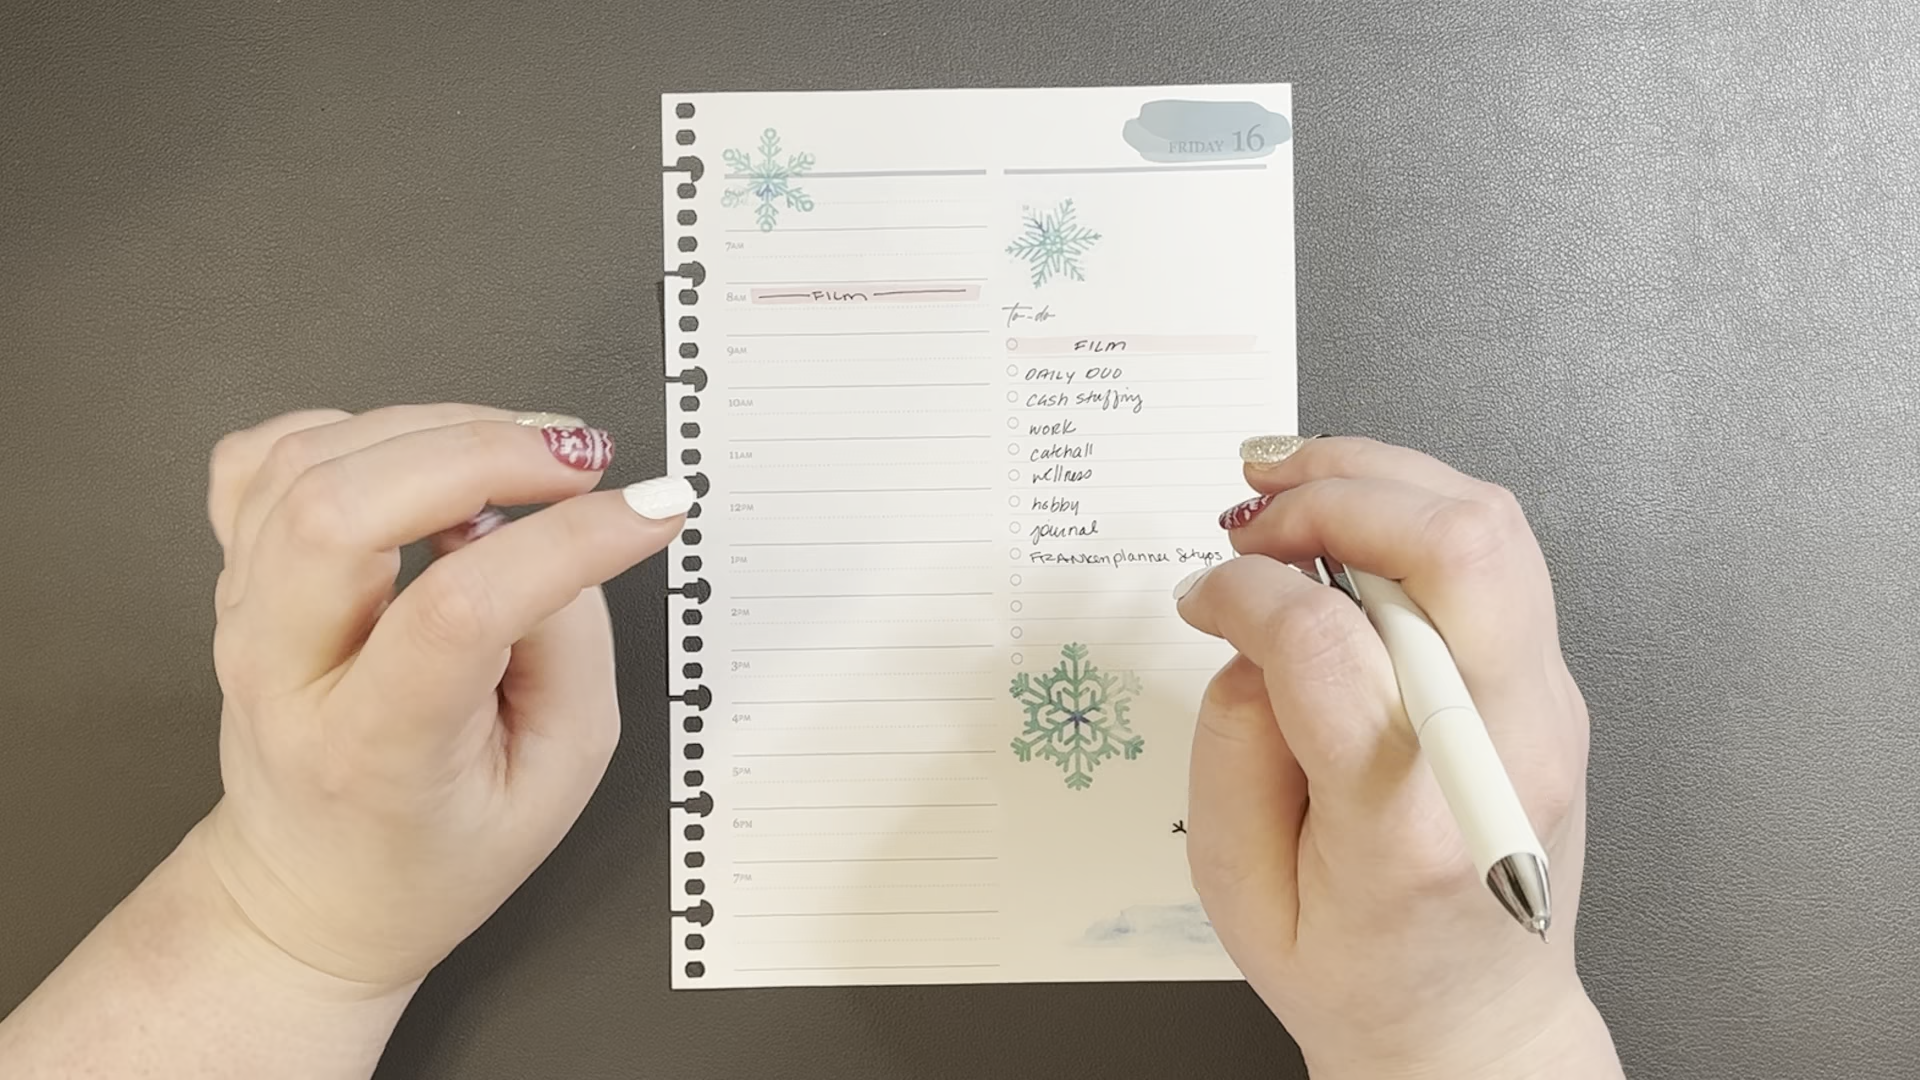 FRIDAY 16
7AM
8AM FILM
9AM
10AM
11AM
12PM
1PM
2PM
3PM
4PM
5PM
6PM
7PM
to-do
FILM
DAILY DUO
cash stuffing
work
catchall
wellness
hobby
journal
FRANKenplanner Setups